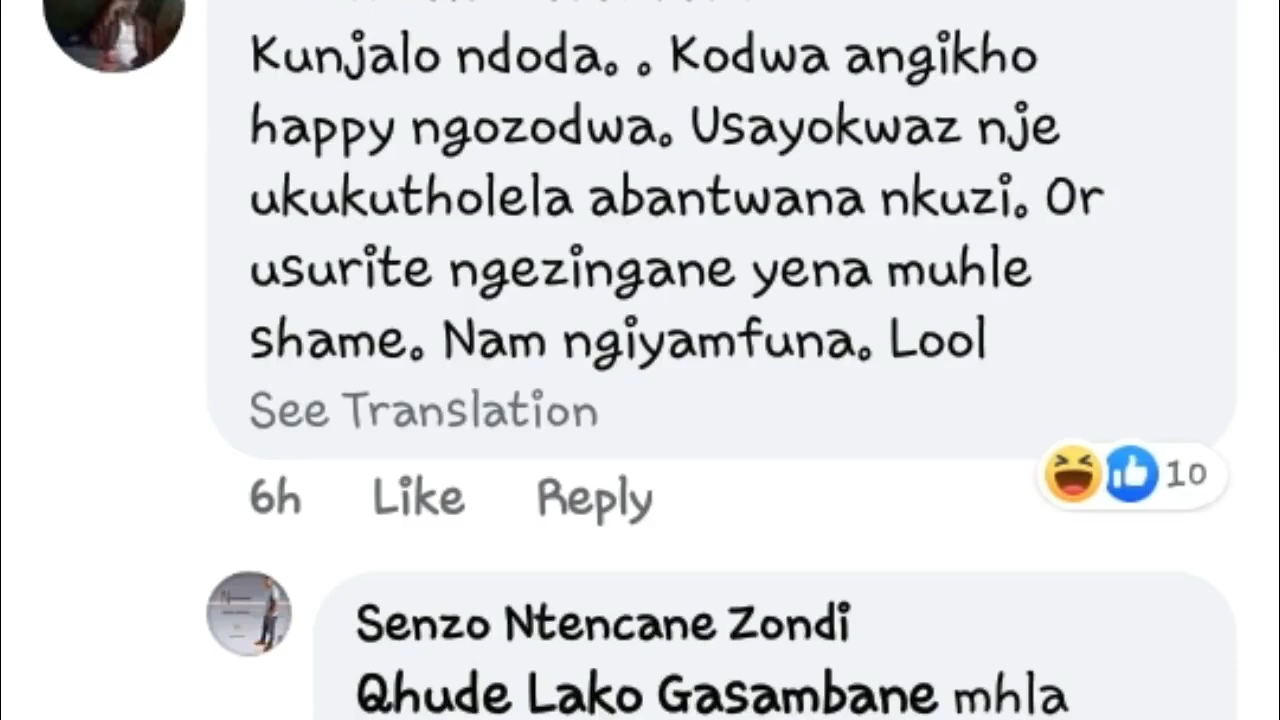 Kunjalo ndoda. . Kodwa angikho
happy ngozodwa. Usayokwaz nje
ukukutholela abantwana nkuzi. Or
usurite ngezingane yena muhle
shame. Nam ngiyamfuna. Lool
See Translation
6h Like Reply 10
Senzo Ntencane Zondi
Qhude Lako Gasambane mhla